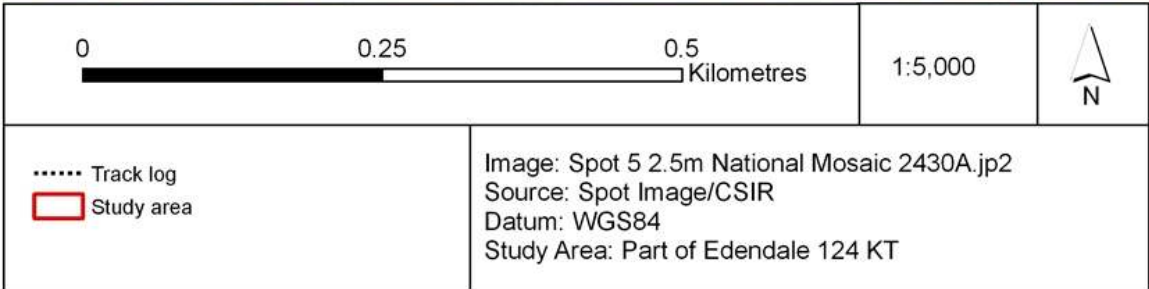 0 0.25 0.5
Kilometres
1:5,000
N
Track log
Study area
Image: Spot 5 2.5m National Mosaic 2430A.jp2
Source: Spot Image/CSIR
Datum: WGS84
Study Area: Part of Edendale 124 KT